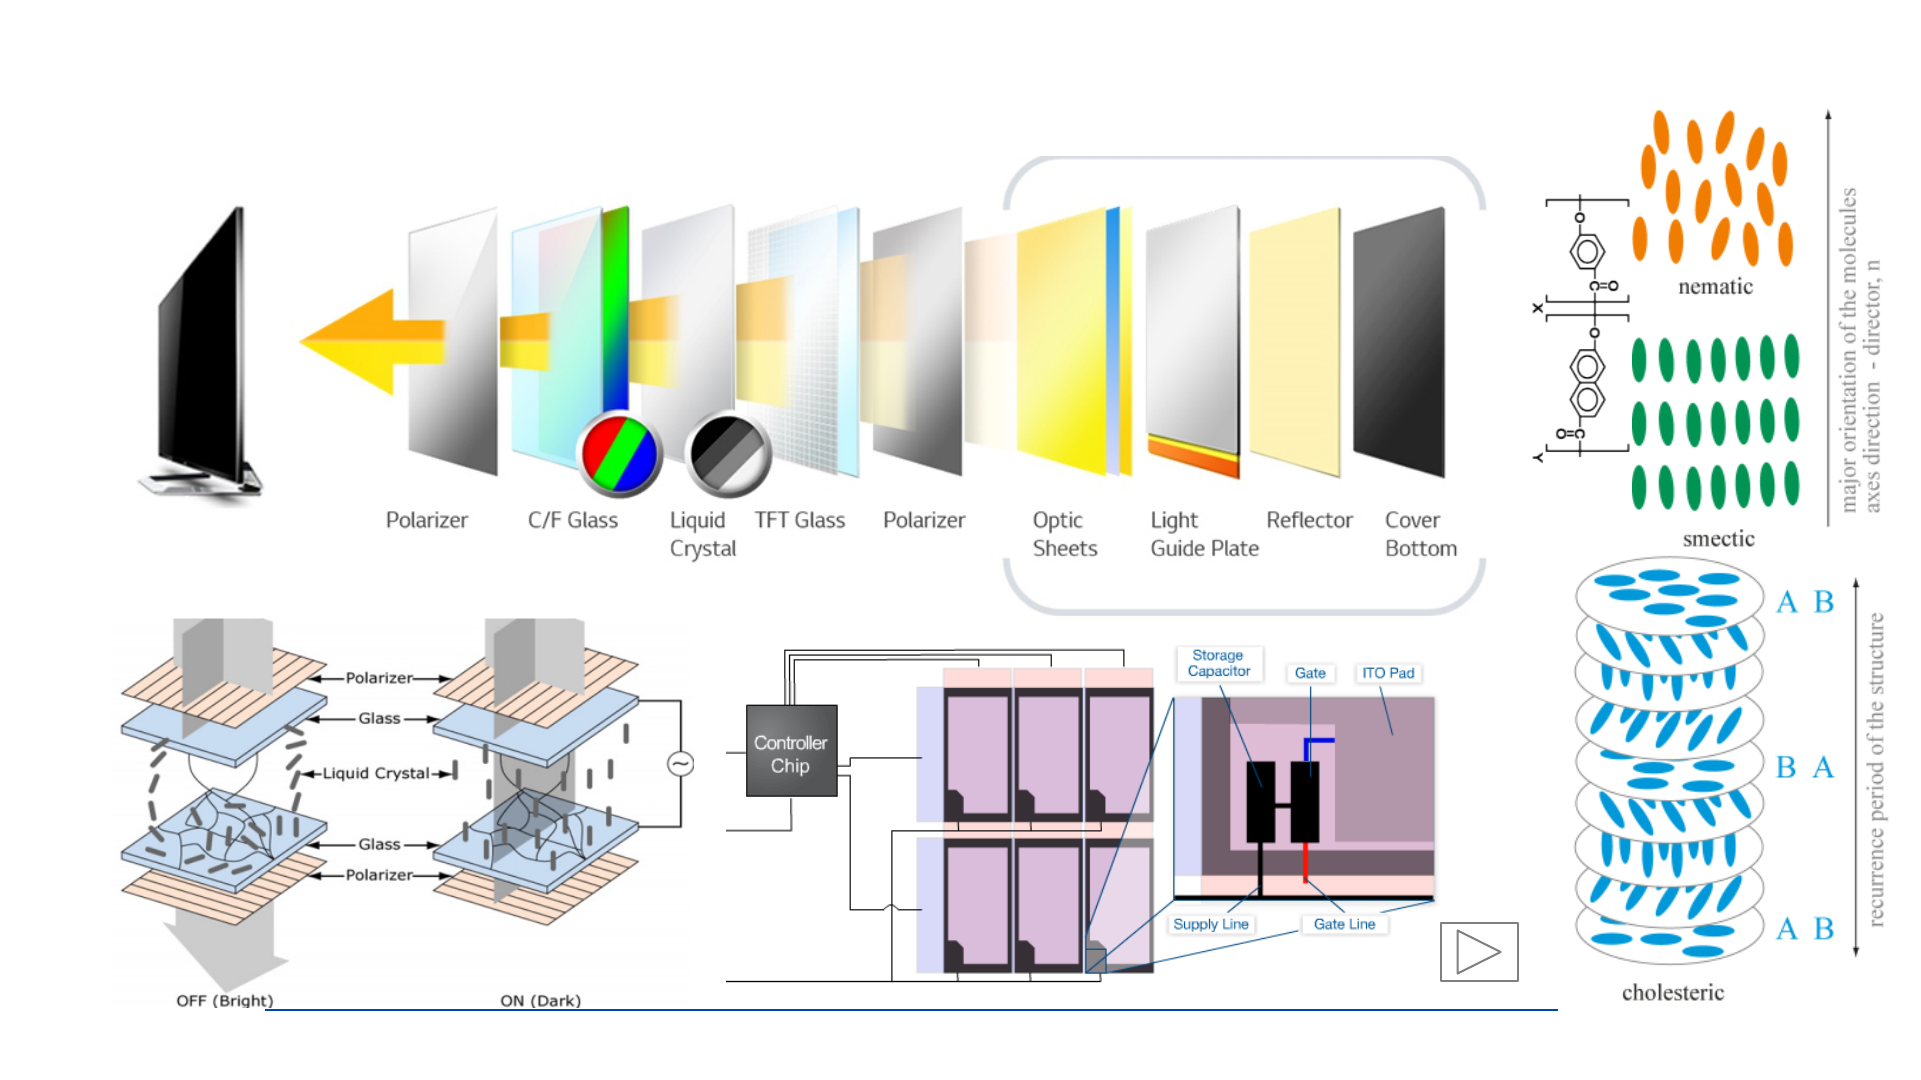 Polarizer
C/F Glass
Liquid
Crystal
TFT Glass
Polarizer
Optic
Sheets
Light
Guide Plate
Reflector
Cover
Bottom
O
C=O
X
O
O=C
Y
nematic
smectic
major orientation of the molecules
axes direction - director, n
A B
B A
A B
recurrence period of the structure
cholesteric
Polarizer
Glass
Liquid Crystal
Glass
Polarizer
OFF (Bright)
ON (Dark)
~
Controller
Chip
Storage
Capacitor
Gate
ITO Pad
Supply Line
Gate Line